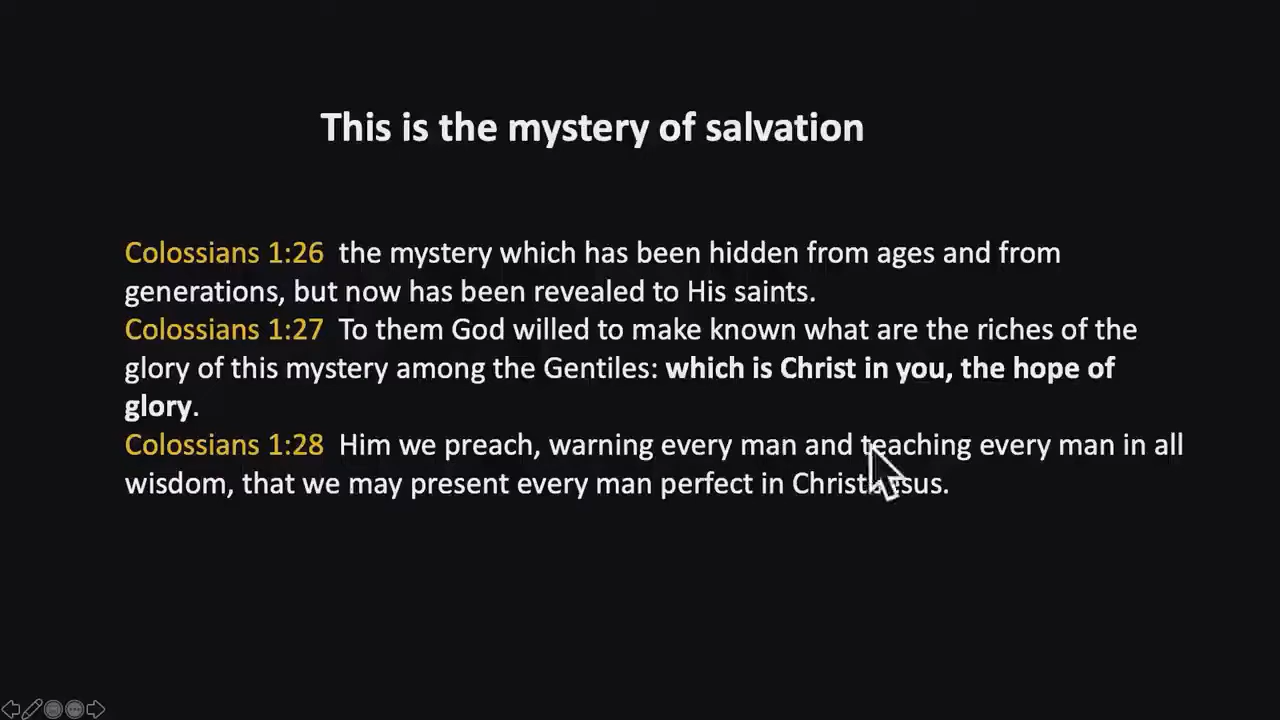 This is the mystery of salvation
Colossians 1:26 the mystery which has been hidden from ages and from
generations, but now has been revealed to His saints.
Colossians 1:27 To them God willed to make known what are the riches of the
glory of this mystery among the Gentiles: which is Christ in you, the hope of
glory.
Colossians 1:28 Him we preach, warning every man and teaching every man in all
wisdom, that we may present every man perfect in Christ Jesus.